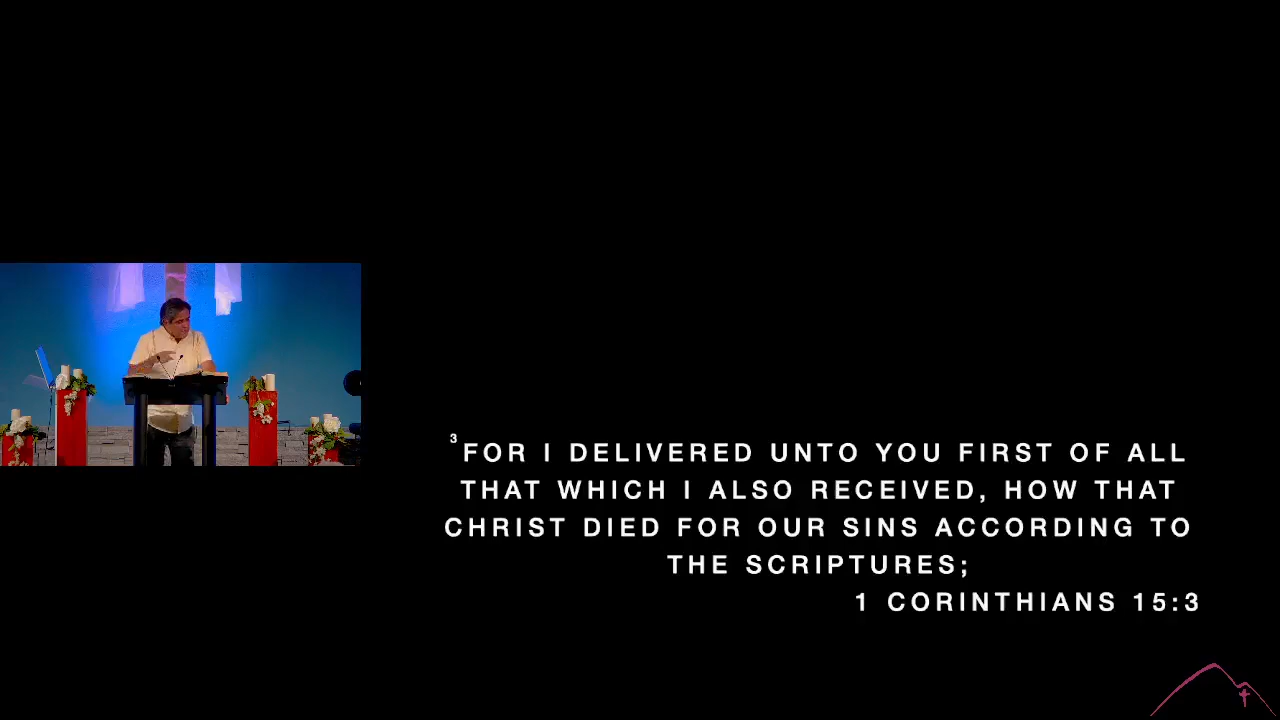 ³FOR I DELIVERED UNTO YOU FIRST OF ALL
THAT WHICH I ALSO RECEIVED, HOW THAT
CHRIST DIED FOR OUR SINS ACCORDING TO
THE SCRIPTURES;
1 CORINTHIANS 15:3